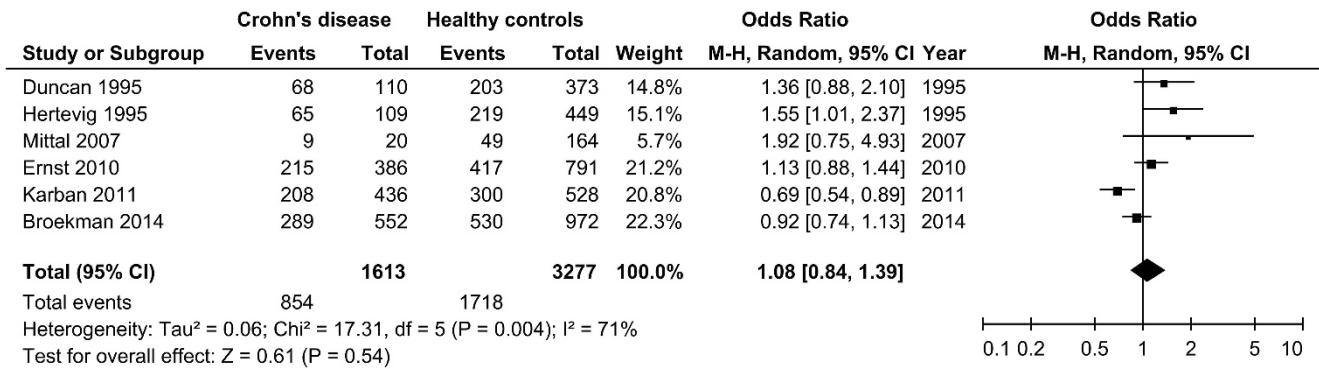 Crohn's disease Healthy controls Odds Ratio Odds Ratio
Study or Subgroup Events Total Events Total Weight M-H, Random, 95% CI Year M-H, Random, 95% CI
Duncan 1995 68 110 203 373 14.8% 1.36 [0.88, 2.10] 1995
Hertevig 1995 65 109 219 449 15.1% 1.55 [1.01, 2.37] 1995
Mittal 2007 9 20 49 164 5.7% 1.92 [0.75, 4.93] 2007
Ernst 2010 215 386 417 791 21.2% 1.13 [0.88, 1.44] 2010
Karban 2011 208 436 300 528 20.8% 0.69 [0.54, 0.89] 2011
Broekman 2014 289 552 530 972 22.3% 0.92 [0.74, 1.13] 2014
Total (95% CI) 1613 3277 100.0% 1.08 [0.84, 1.39]
Total events 854 1718
Heterogeneity: Tau² = 0.06; Chi² = 17.31, df = 5 (P = 0.004); I² = 71%
Test for overall effect: Z = 0.61 (P = 0.54)
0.1 0.2 0.5 1 2 5 10